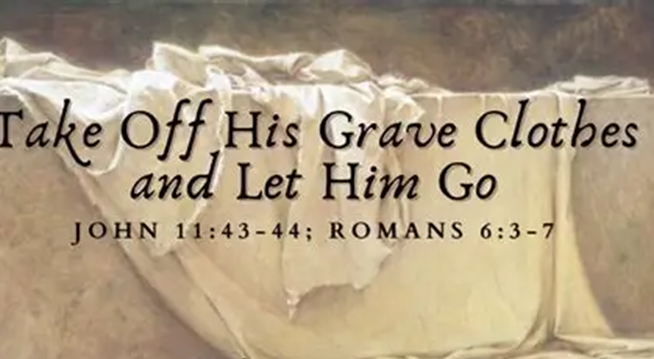 Take Off His Grave Clothes
and Let Him Go
JOHN 11:43-44; ROMANS 6:3-7